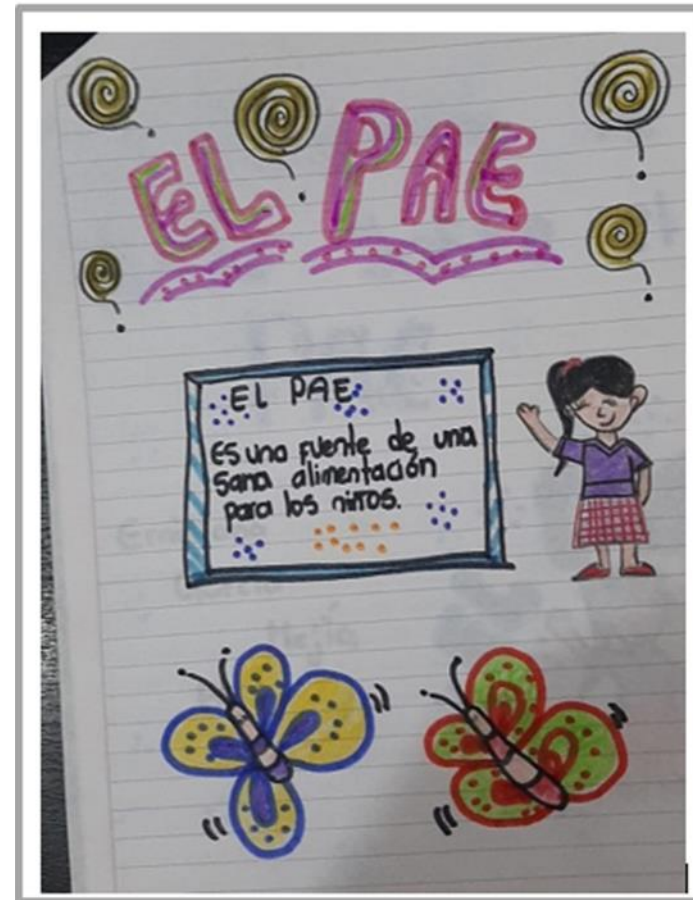 EL PAE
EL PAE
Es una fuente de una
sana alimentación
para los niños.